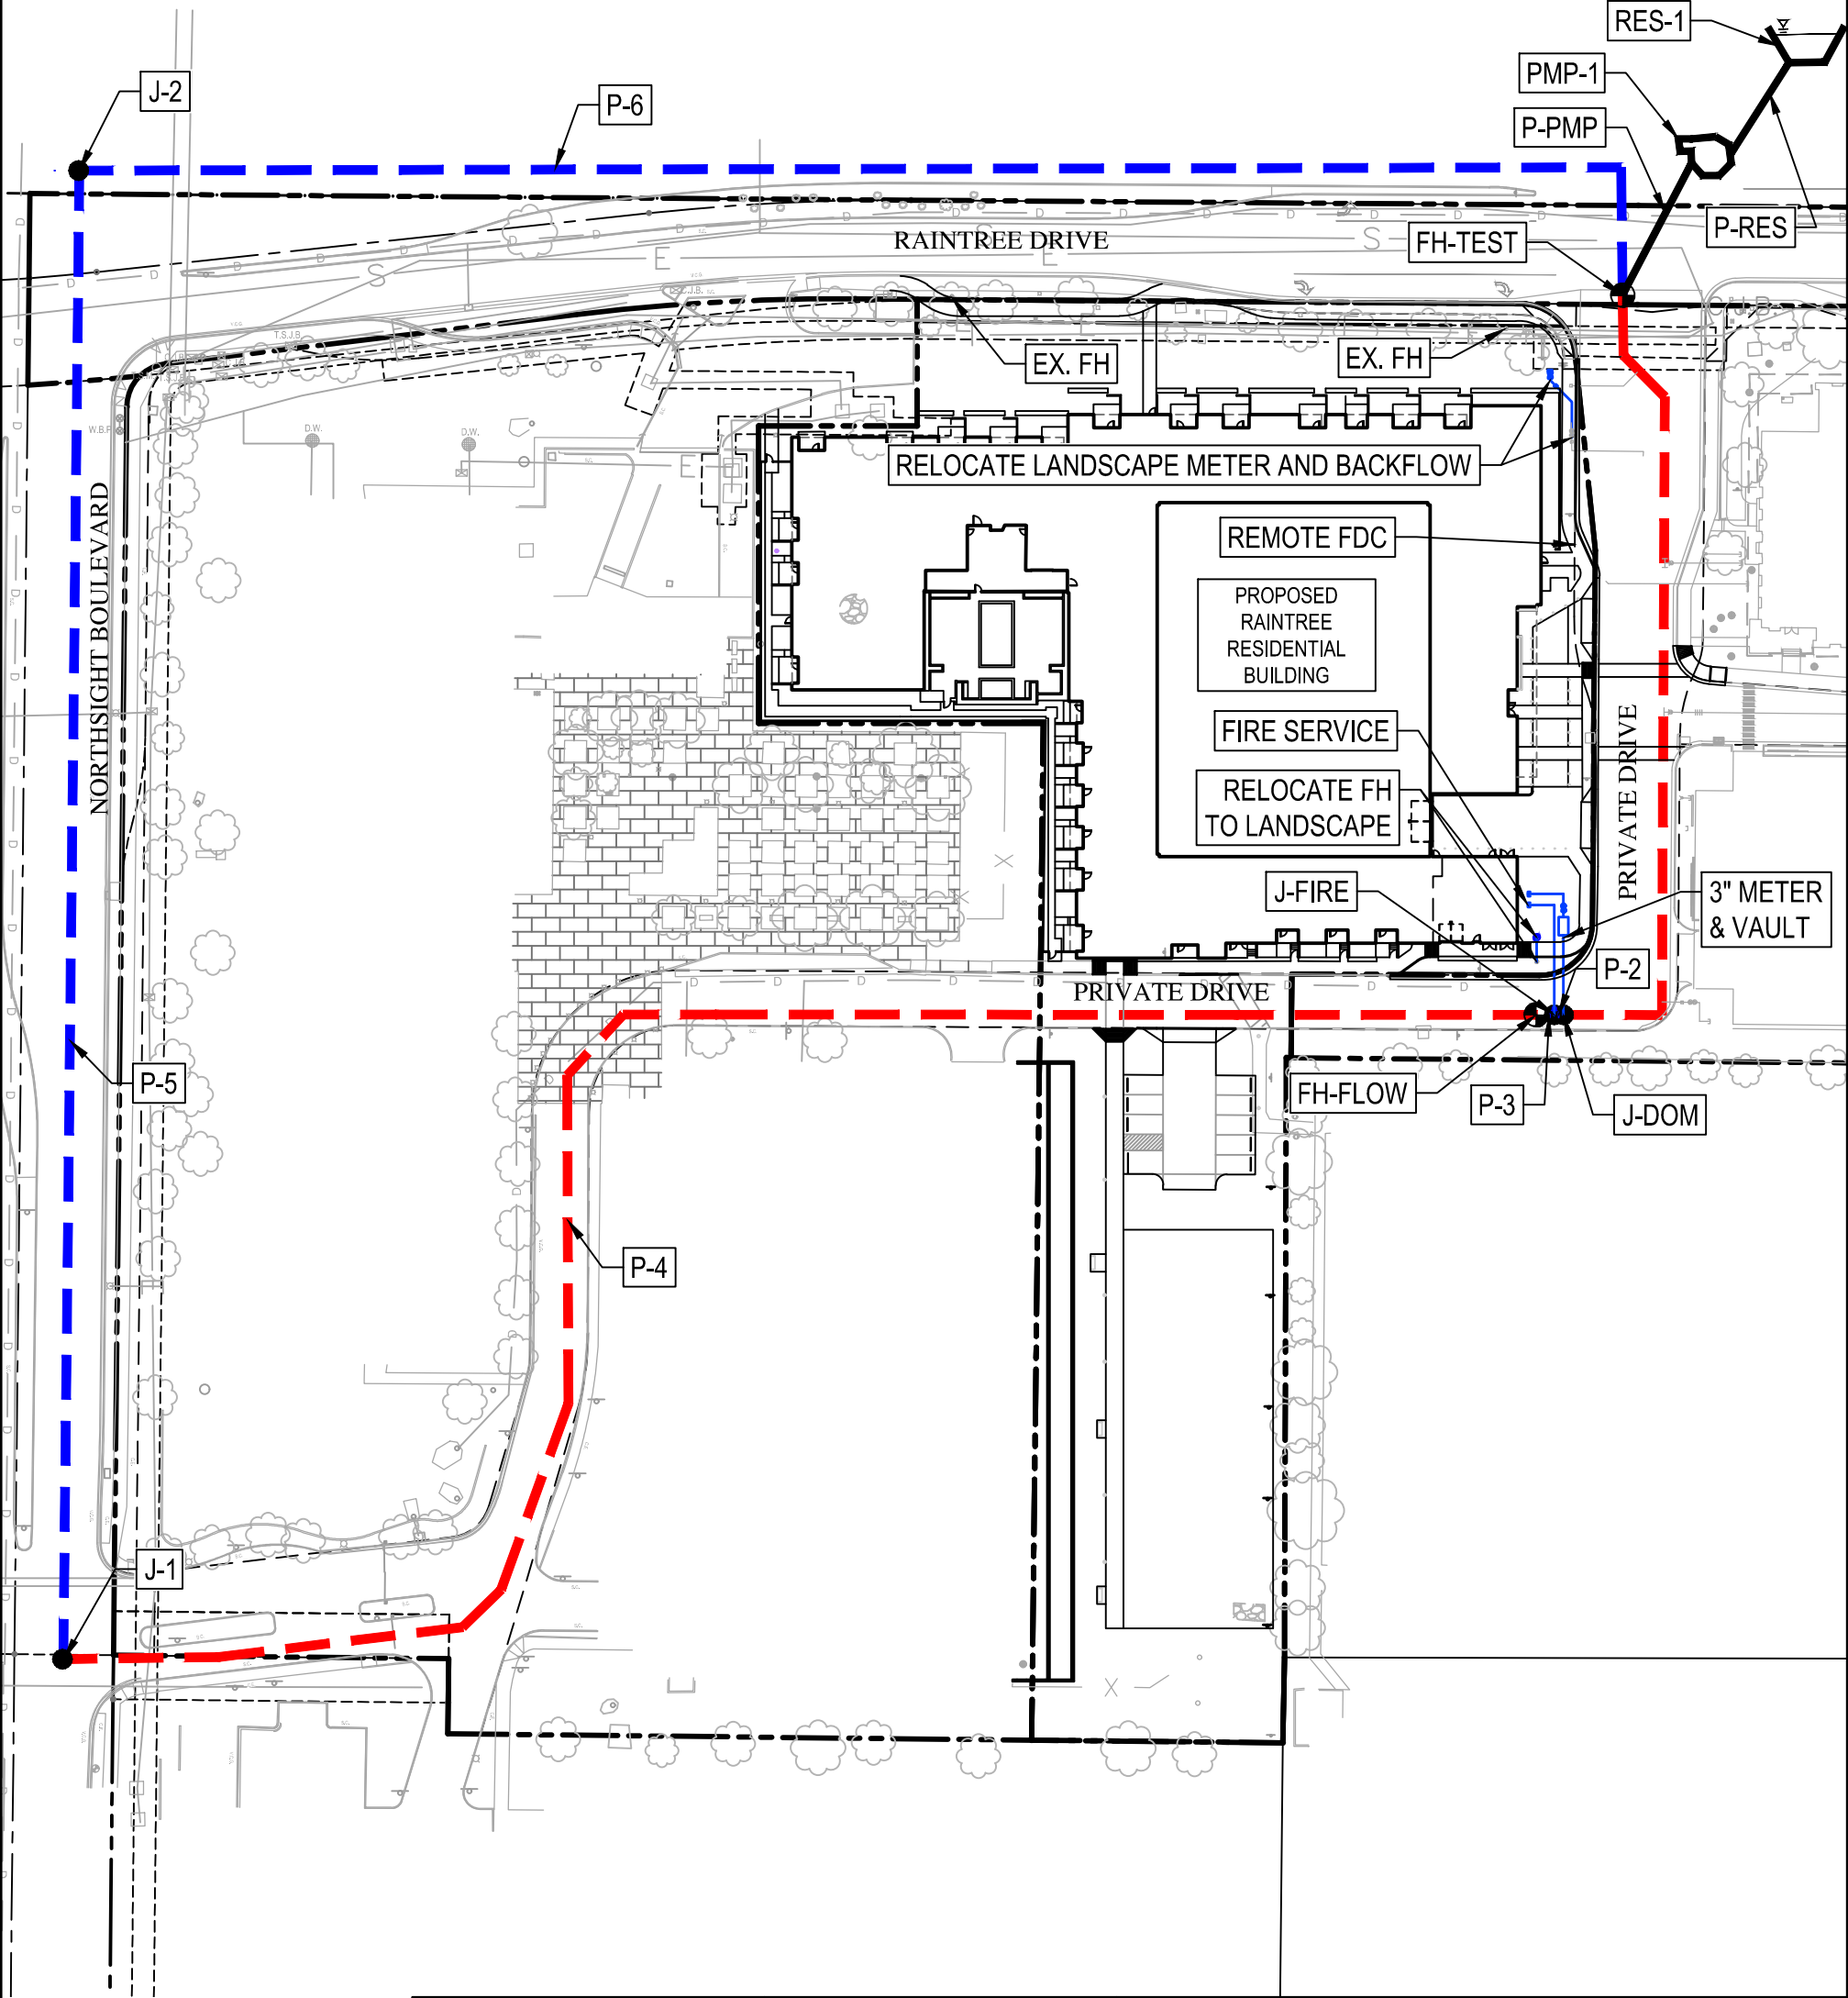 RES-1
J-2
PMP-1
P-6
P-PMP
P-RES
RAINTREE DRIVE
FH-TEST
S
E
S
E
S
D
D
D
D
D
D
D
T.S.J.B.
C.J.B.
EX. FH
EX. FH
W.B.F.
D.W.
D.W.
E
RELOCATE LANDSCAPE METER AND BACKFLOW
NORTHSIGHT BOULEVARD
REMOTE FDC
PROPOSED
RAINTREE
RESIDENTIAL
BUILDING
FIRE SERVICE
PRIVATE DRIVE
RELOCATE FH
TO LANDSCAPE
J-FIRE
3" METER
& VAULT
P-2
PRIVATE DRIVE
D
D
D
D
P-5
FH-FLOW
P-3
J-DOM
P-4
J-1